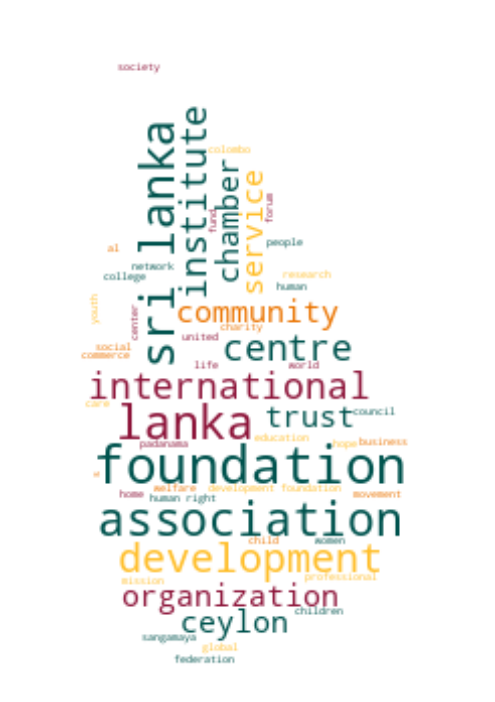 society
sri lanka
institute
colombo
chamber
service
fund
forum
people
al
network
college
research
human
youth
center
community
charity
united
centre
social
commerce
life
world
international
care
lanka
trust
council
padanama
education
hope
business
foundation
w
welfare
development foundation
home
human right
movement
association
child
women
development
mission
professional
organization
children
ceylon
sangamaya
global
federation